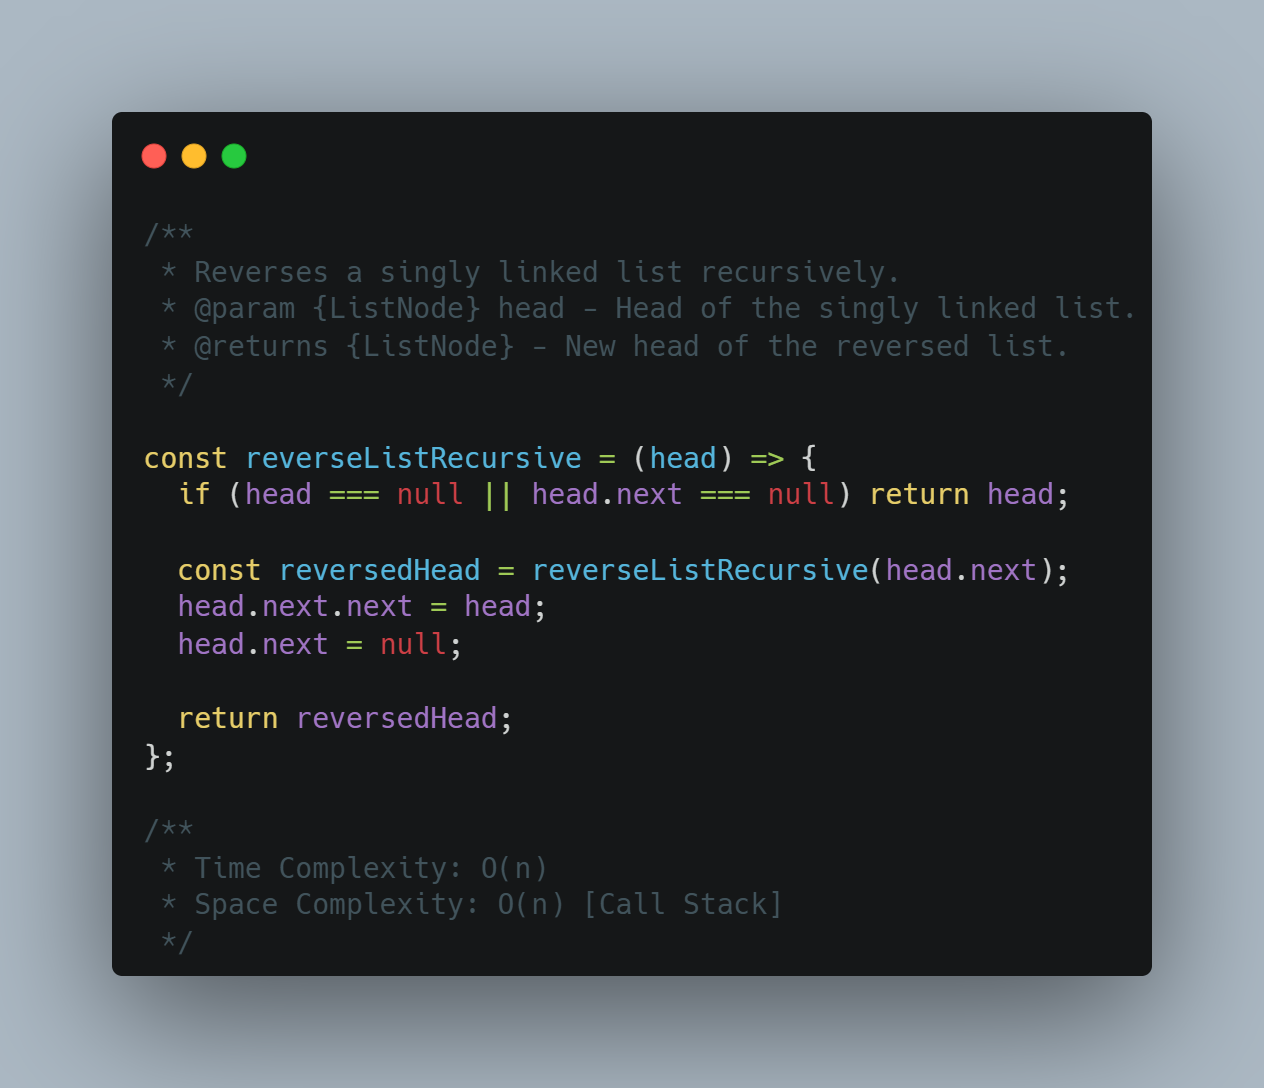 /**
 * Reverses a singly linked list recursively.
 * @param {ListNode} head - Head of the singly linked list.
 * @returns {ListNode} - New head of the reversed list.
 */

const reverseListRecursive = (head) => {
  if (head === null || head.next === null) return head;

  const reversedHead = reverseListRecursive(head.next);
  head.next.next = head;
  head.next = null;

  return reversedHead;
};

/**
 * Time Complexity: O(n)
 * Space Complexity: O(n) [Call Stack]
 */